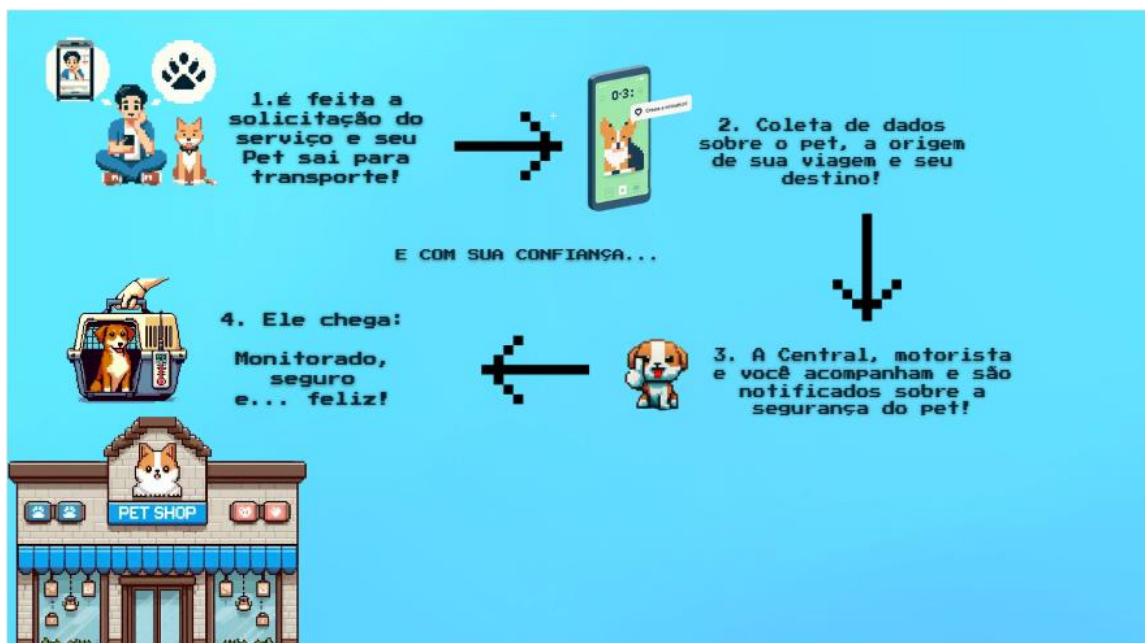 1.É feita a
solicitação do
serviço e seu
Pet sai para
transporte!
0-3:
2. Coleta de dados
sobre o pet, a origem
de sua viagem e seu
destino!
E COM SUA CONFIANÇA...
3. A Central, motorista
e você acompanham e são
notificados sobre a
segurança do pet!
4. Ele chega:
Monitorado,
seguro
e... feliz!
PET SHOP